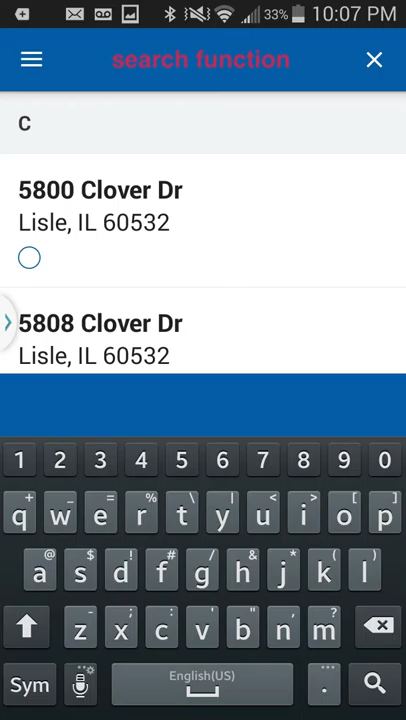 33% 10:07 PM
search function
C
5800 Clover Dr
Lisle, IL 60532
5808 Clover Dr
Lisle, IL 60532
1 2 3 4 5 6 7 8 9 0
+ _ = % \ | < > [ ]
q w e r t y u i o p
@ $ ! # / & * ( )
a s d f g h j k l
- ; : ' " , ?
z x c v b n m
English(US)
Sym .